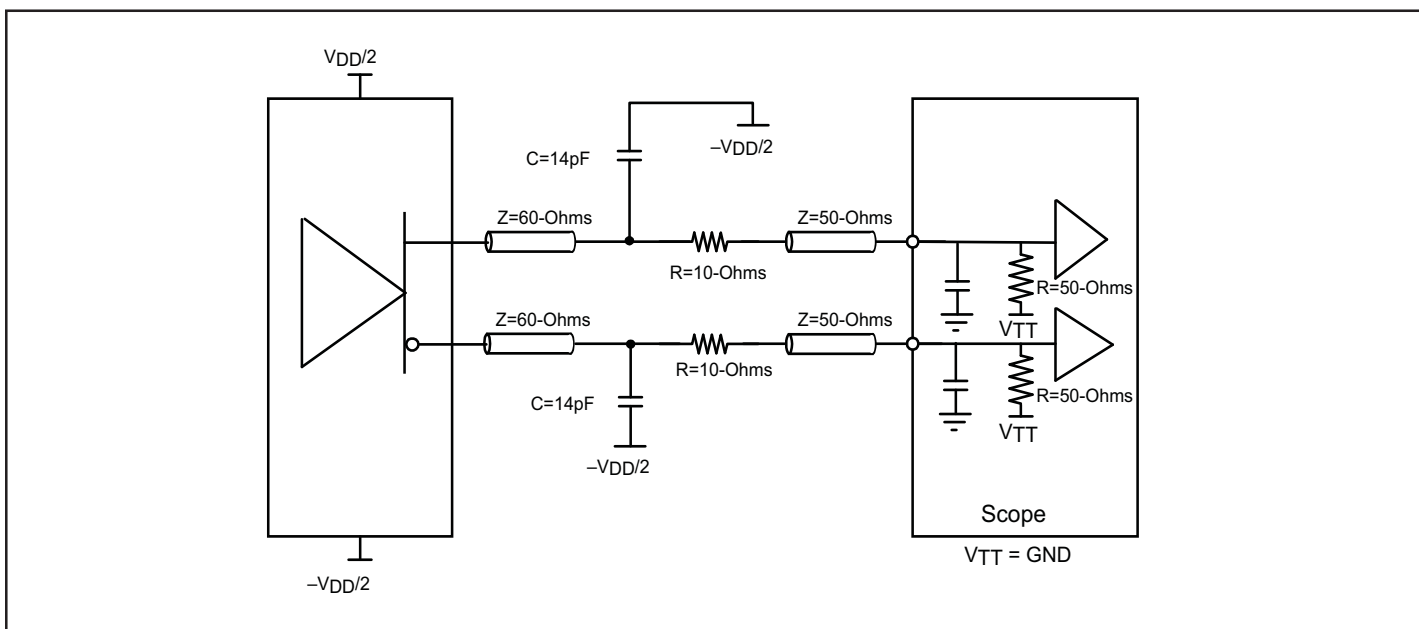 VDD/2
C=14pF
–VDD/2
Z=60-Ohms
Z=50-Ohms
R=10-Ohms
R=50-Ohms
VTT
Z=60-Ohms
Z=50-Ohms
R=10-Ohms
R=50-Ohms
C=14pF
VTT
–VDD/2
Scope
VTT = GND
–VDD/2